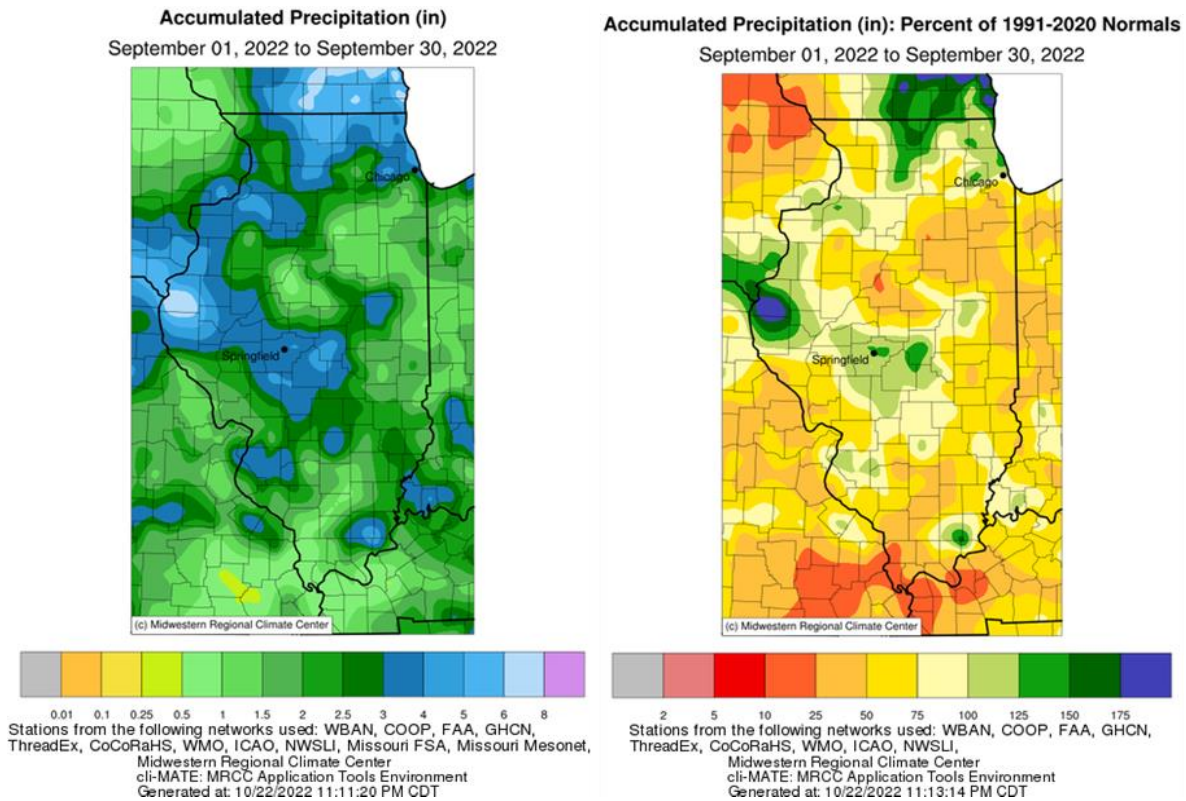 Accumulated Precipitation (in)
September 01, 2022 to September 30, 2022
Chicago
Springfield
(c) Midwestern Regional Climate Center
0.01 0.1 0.25 0.5 1 1.5 2 2.5 3 4 5 6 8
Stations from the following networks used: WBAN, COOP, FAA, GHCN,
ThreadEx, CoCoRaHS, WMO, ICAO, NWSLI, Missouri FSA, Missouri Mesonet,
Midwestern Regional Climate Center
cli-MATE: MRCC Application Tools Environment
Generated at: 10/22/2022 11:11:20 PM CDT
Accumulated Precipitation (in): Percent of 1991-2020 Normals
September 01, 2022 to September 30, 2022
Chicago
Springfield
(c) Midwestern Regional Climate Center
2 5 10 25 50 75 100 125 150 175
Stations from the following networks used: WBAN, COOP, FAA, GHCN,
ThreadEx, CoCoRaHS, WMO, ICAO, NWSLI,
Midwestern Regional Climate Center
cli-MATE: MRCC Application Tools Environment
Generated at: 10/22/2022 11:13:14 PM CDT